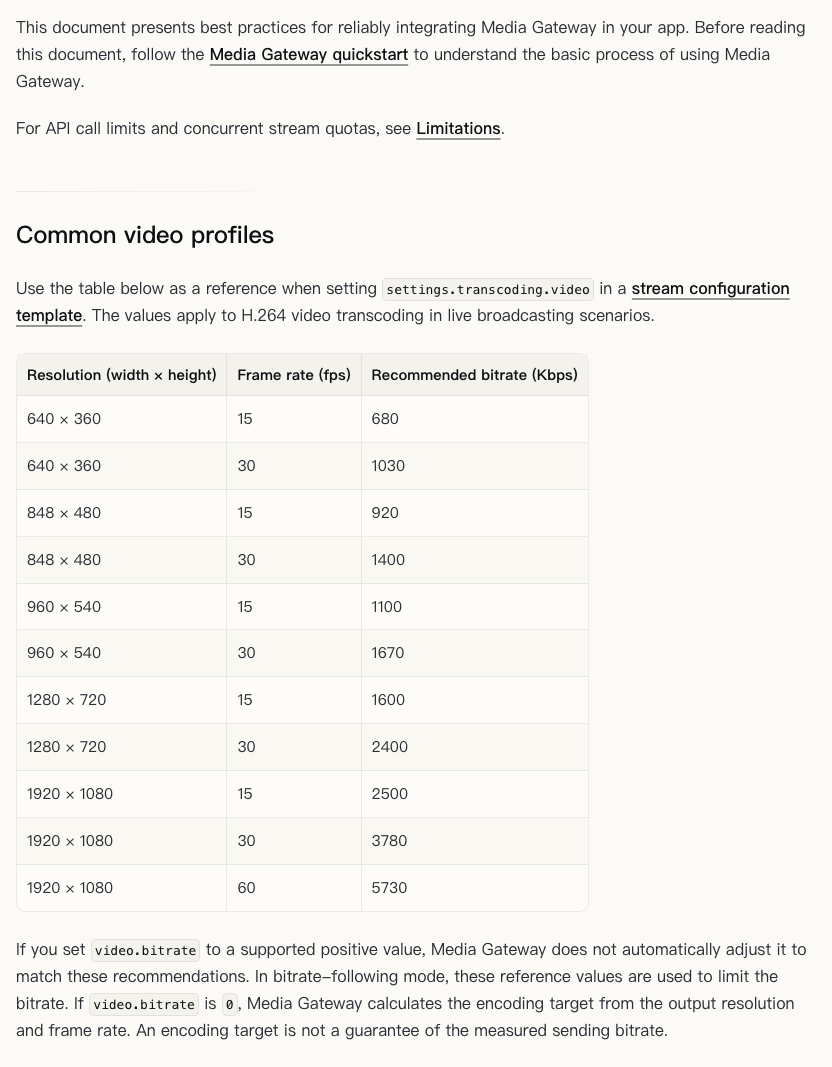 This document presents best practices for reliably integrating Media Gateway in your app. Before reading
this document, follow the Media Gateway quickstart to understand the basic process of using Media
Gateway.
For API call limits and concurrent stream quotas, see Limitations.
Common video profiles
Use the table below as a reference when setting settings.transcoding.video in a stream configuration
template. The values apply to H.264 video transcoding in live broadcasting scenarios.
Resolution (width × height) Frame rate (fps) Recommended bitrate (Kbps)
640 × 360 15 680
640 × 360 30 1030
848 × 480 15 920
848 × 480 30 1400
960 × 540 15 1100
960 × 540 30 1670
1280 × 720 15 1600
1280 × 720 30 2400
1920 × 1080 15 2500
1920 × 1080 30 3780
1920 × 1080 60 5730
If you set video.bitrate to a supported positive value, Media Gateway does not automatically adjust it to
match these recommendations. In bitrate-following mode, these reference values are used to limit the
bitrate. If video.bitrate is 0, Media Gateway calculates the encoding target from the output resolution
and frame rate. An encoding target is not a guarantee of the measured sending bitrate.